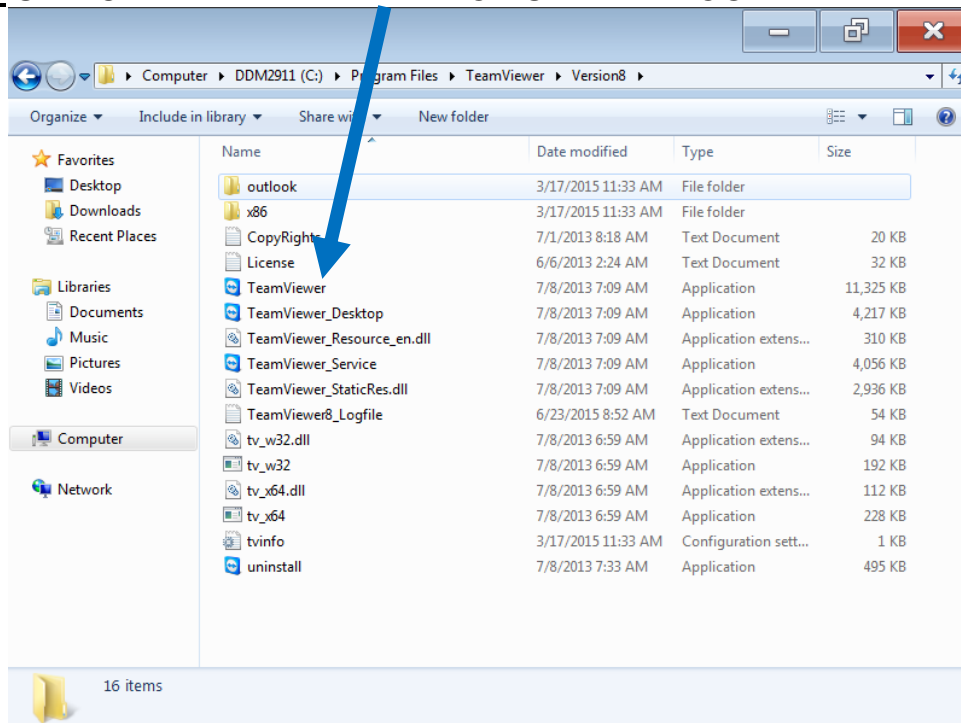 Computer ▸ DDM2911 (C:) ▸ Program Files ▸ TeamViewer ▸ Version8 ▸
Organize Include in library Share with New folder
Name Date modified Type Size
Favorites
Desktop
Downloads
Recent Places
Libraries
Documents
Music
Pictures
Videos
Computer
Network
outlook 3/17/2015 11:33 AM File folder
x86 3/17/2015 11:33 AM File folder
CopyRights 7/1/2013 8:18 AM Text Document 20 KB
License 6/6/2013 2:24 AM Text Document 32 KB
TeamViewer 7/8/2013 7:09 AM Application 11,325 KB
TeamViewer_Desktop 7/8/2013 7:09 AM Application 4,217 KB
TeamViewer_Resource_en.dll 7/8/2013 7:09 AM Application extens... 310 KB
TeamViewer_Service 7/8/2013 7:09 AM Application 4,056 KB
TeamViewer_StaticRes.dll 7/8/2013 7:09 AM Application extens... 2,936 KB
TeamViewer8_Logfile 6/23/2015 8:52 AM Text Document 54 KB
tv_w32.dll 7/8/2013 6:59 AM Application extens... 94 KB
tv_w32 7/8/2013 6:59 AM Application 192 KB
tv_x64.dll 7/8/2013 6:59 AM Application extens... 112 KB
tv_x64 7/8/2013 6:59 AM Application 228 KB
tvinfo 3/17/2015 11:33 AM Configuration sett... 1 KB
uninstall 7/8/2013 7:33 AM Application 495 KB
16 items